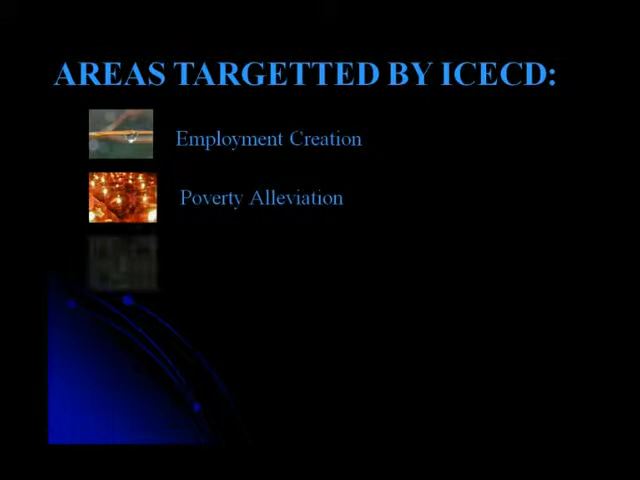 AREAS TARGETTED BY ICECD:
Employment Creation
Poverty Alleviation